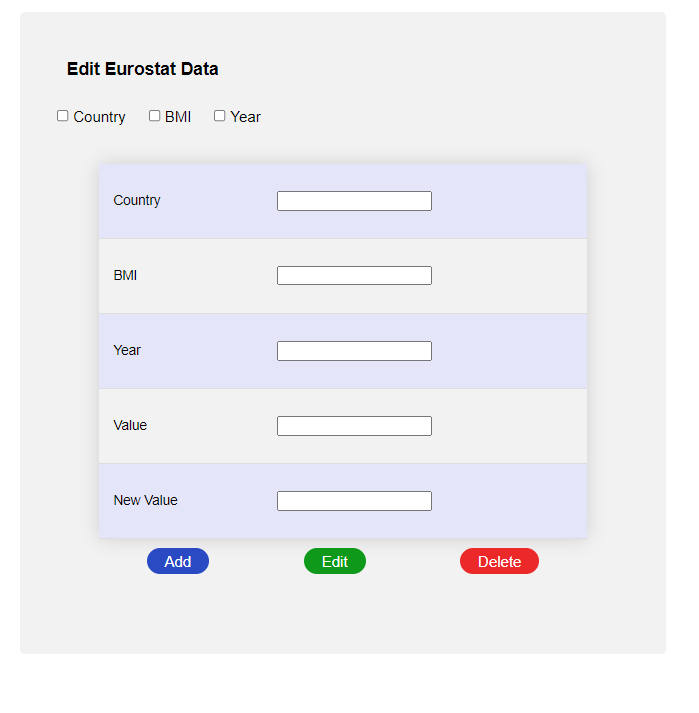 Edit Eurostat Data
Country BMI Year
Country
BMI
Year
Value
New Value
Add Edit Delete